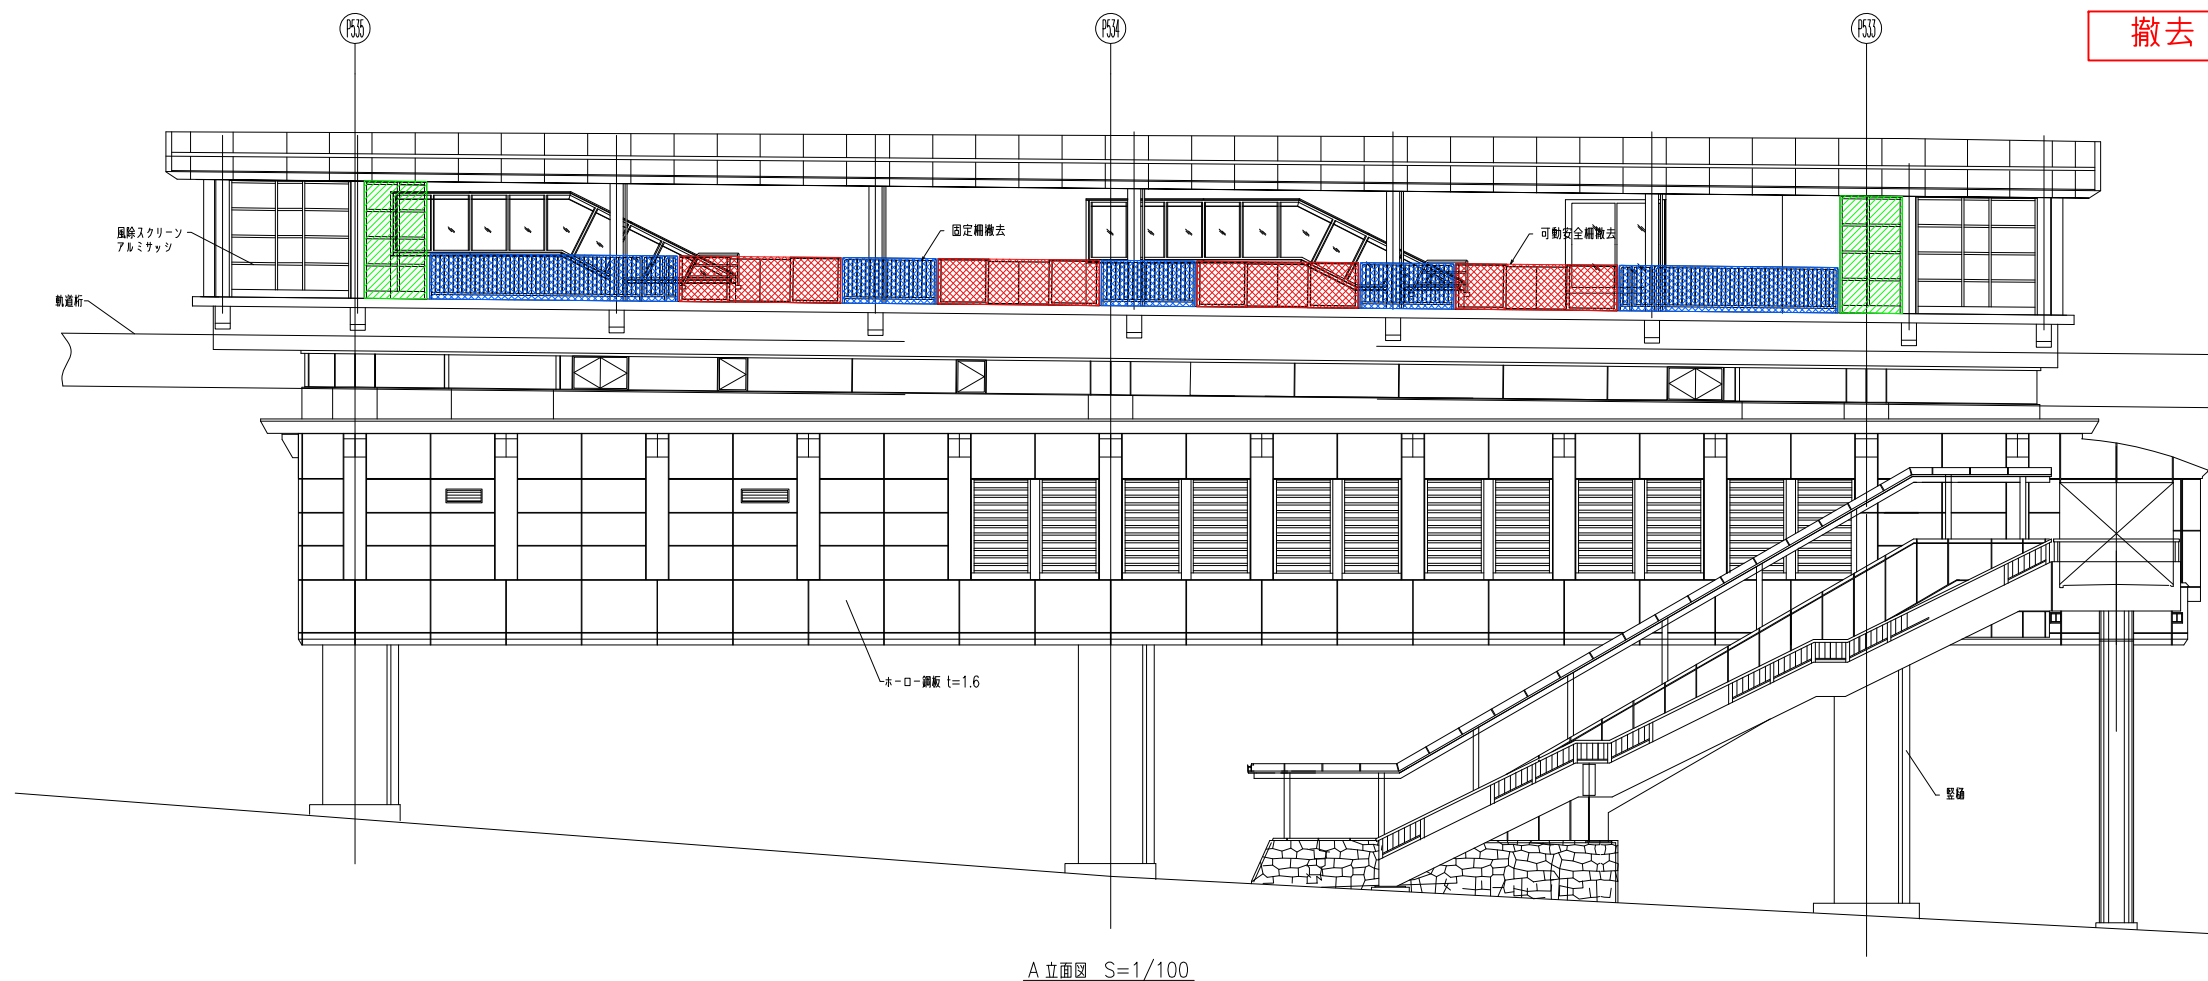 P535
P534
P533
撤去
風除スクリーン
アルミサッシ
固定柵撤去
可動安全柵撤去
軌道桁
ホーロー鋼板 t=1.6
竪樋
A 立面図 S=1/100